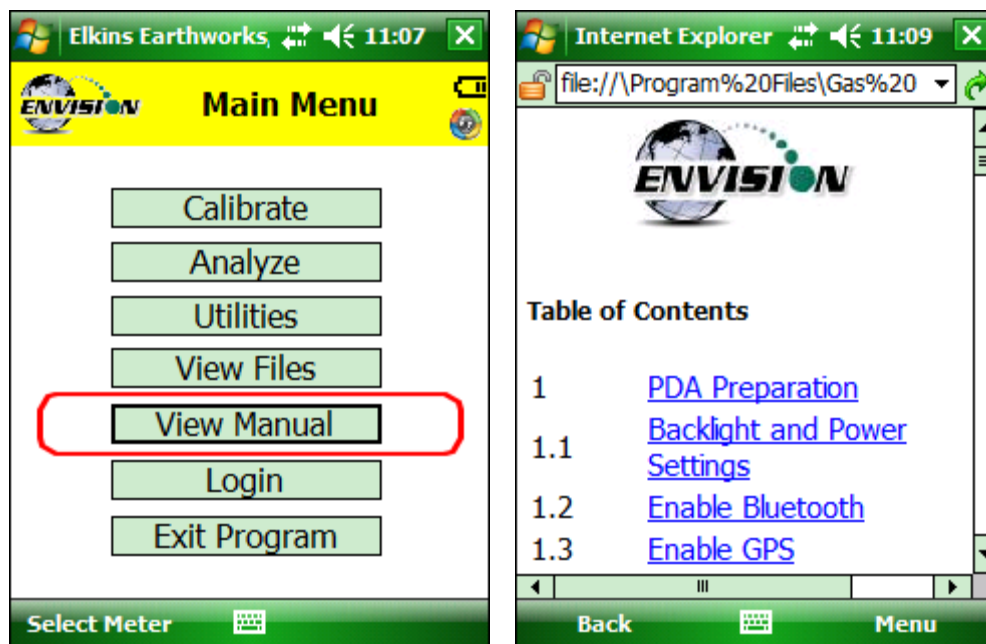 Elkins Earthworks, 11:07
ENVISION Main Menu
Calibrate
Analyze
Utilities
View Files
View Manual
Login
Exit Program
Select Meter
Internet Explorer 11:09
file://\Program%20Files\Gas%20
ENVISION
Table of Contents
1 PDA Preparation
1.1 Backlight and Power
Settings
1.2 Enable Bluetooth
1.3 Enable GPS
Back Menu